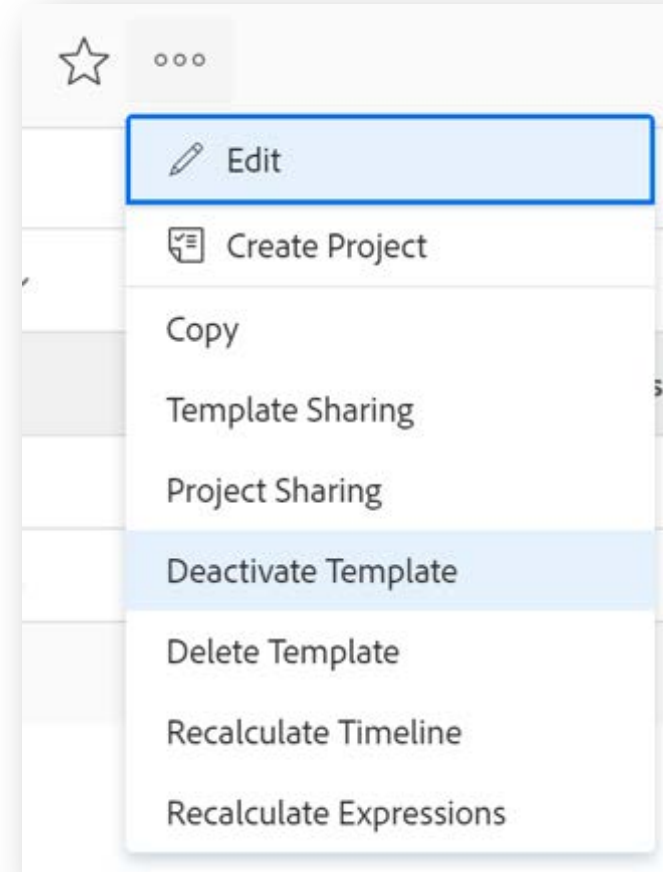 Edit
Create Project
Copy
Template Sharing
Project Sharing
Deactivate Template
Delete Template
Recalculate Timeline
Recalculate Expressions